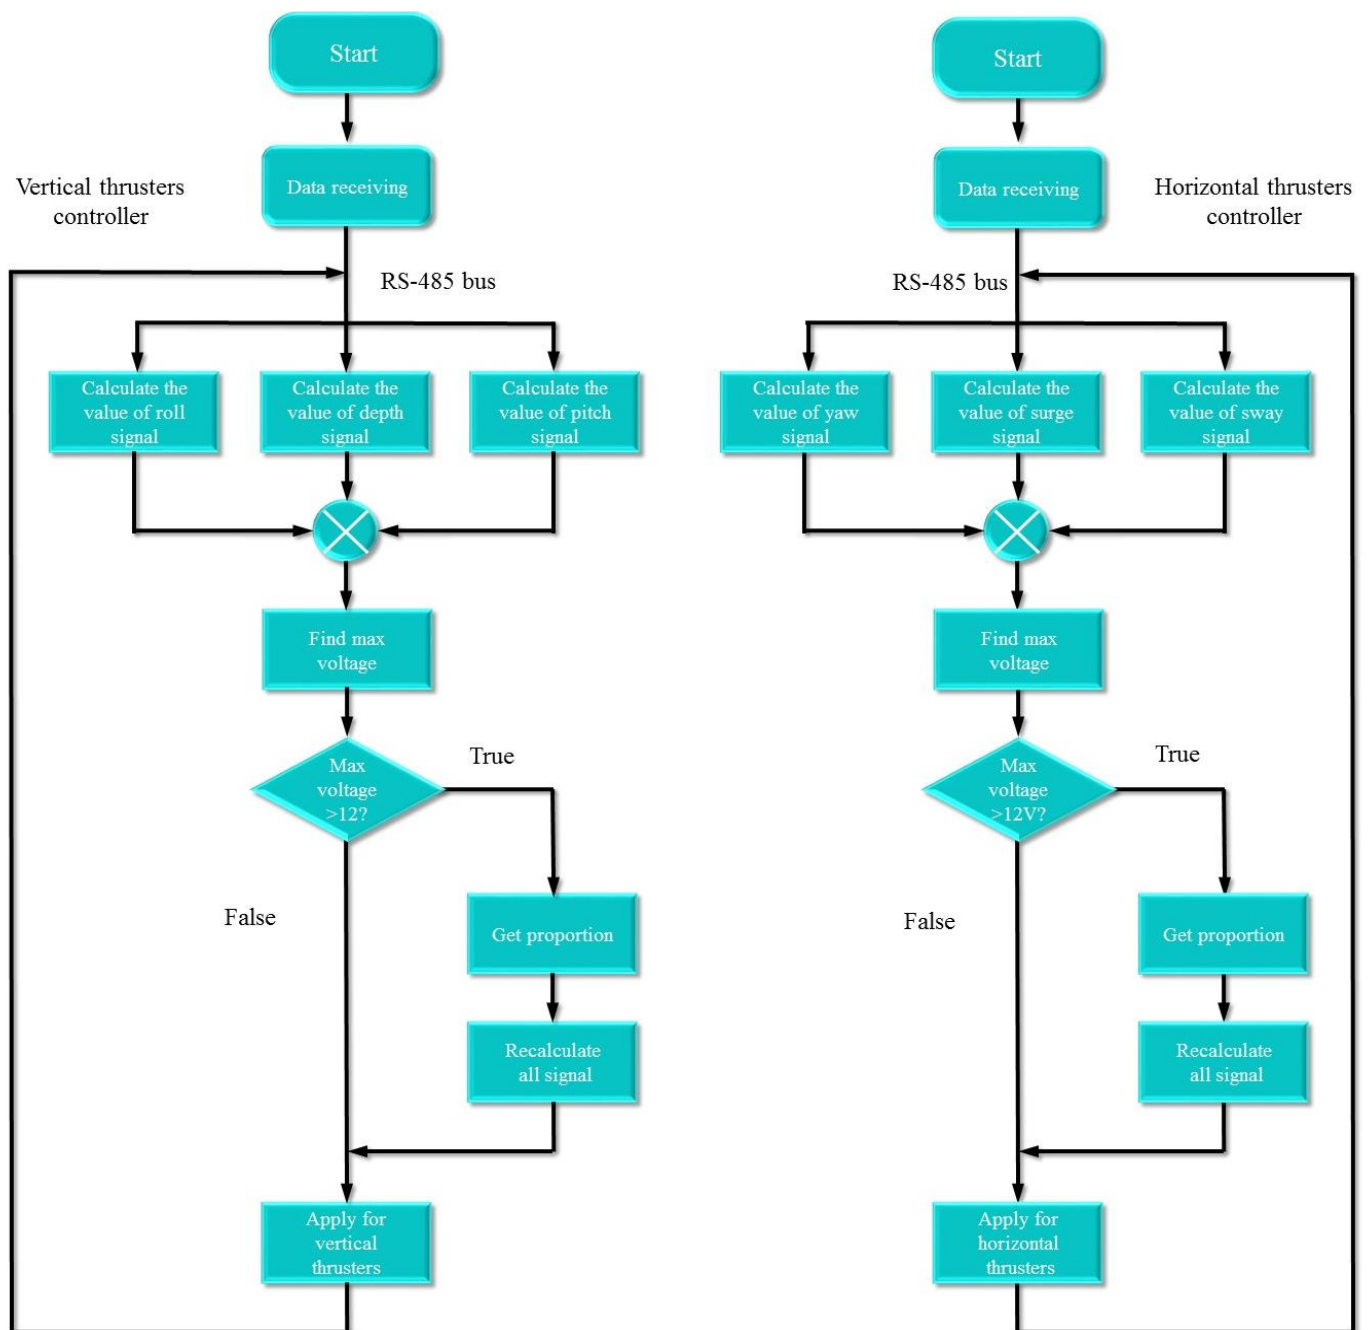 Start
Data receiving
Vertical thrusters
controller
RS-485 bus
Calculate the
value of roll
signal
Calculate the
value of depth
signal
Calculate the
value of pitch
signal
Find max
voltage
Max
voltage
>12?
True
False
Get proportion
Recalculate
all signal
Apply for
vertical
thrusters
Start
Data receiving
Horizontal thrusters
controller
RS-485 bus
Calculate the
value of yaw
signal
Calculate the
value of surge
signal
Calculate the
value of sway
signal
Find max
voltage
Max
voltage
>12V?
True
False
Get proportion
Recalculate
all signal
Apply for
horizontal
thrusters